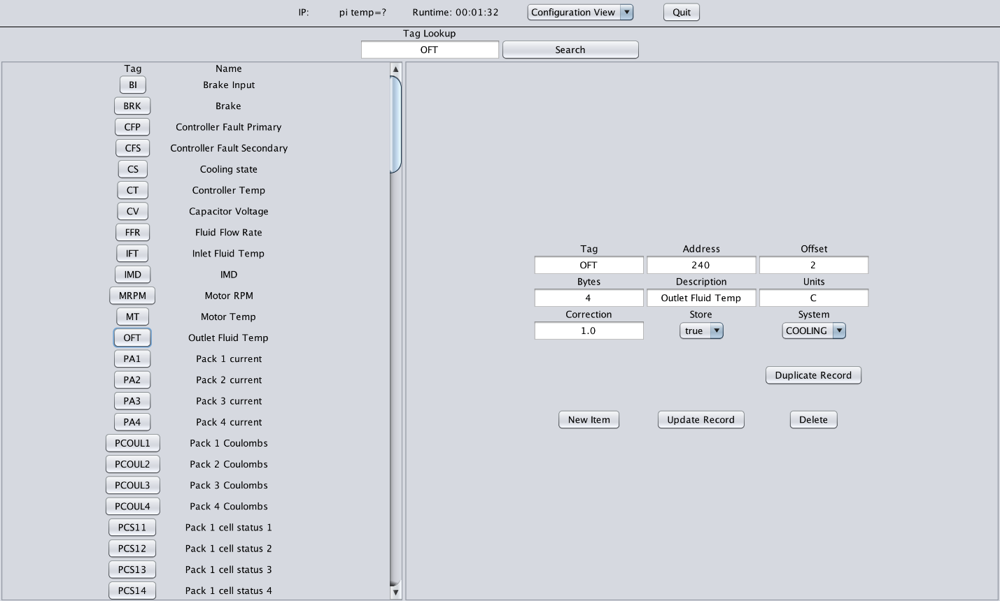 IP: pi temp=? Runtime: 00:01:32 Configuration View Quit
Tag Lookup
OFT Search
Tag Name
BI Brake Input
BRK Brake
CFP Controller Fault Primary
CFS Controller Fault Secondary
CS Cooling state
CT Controller Temp
CV Capacitor Voltage
FFR Fluid Flow Rate
IFT Inlet Fluid Temp
IMD IMD
MRPM Motor RPM
MT Motor Temp
OFT Outlet Fluid Temp
PA1 Pack 1 current
PA2 Pack 2 current
PA3 Pack 3 current
PA4 Pack 4 current
PCOUL1 Pack 1 Coulombs
PCOUL2 Pack 2 Coulombs
PCOUL3 Pack 3 Coulombs
PCOUL4 Pack 4 Coulombs
PCS11 Pack 1 cell status 1
PCS12 Pack 1 cell status 2
PCS13 Pack 1 cell status 3
PCS14 Pack 1 cell status 4
Tag Address Offset
OFT 240 2
Bytes Description Units
4 Outlet Fluid Temp C
Correction Store System
1.0 true COOLING
Duplicate Record
New Item Update Record Delete